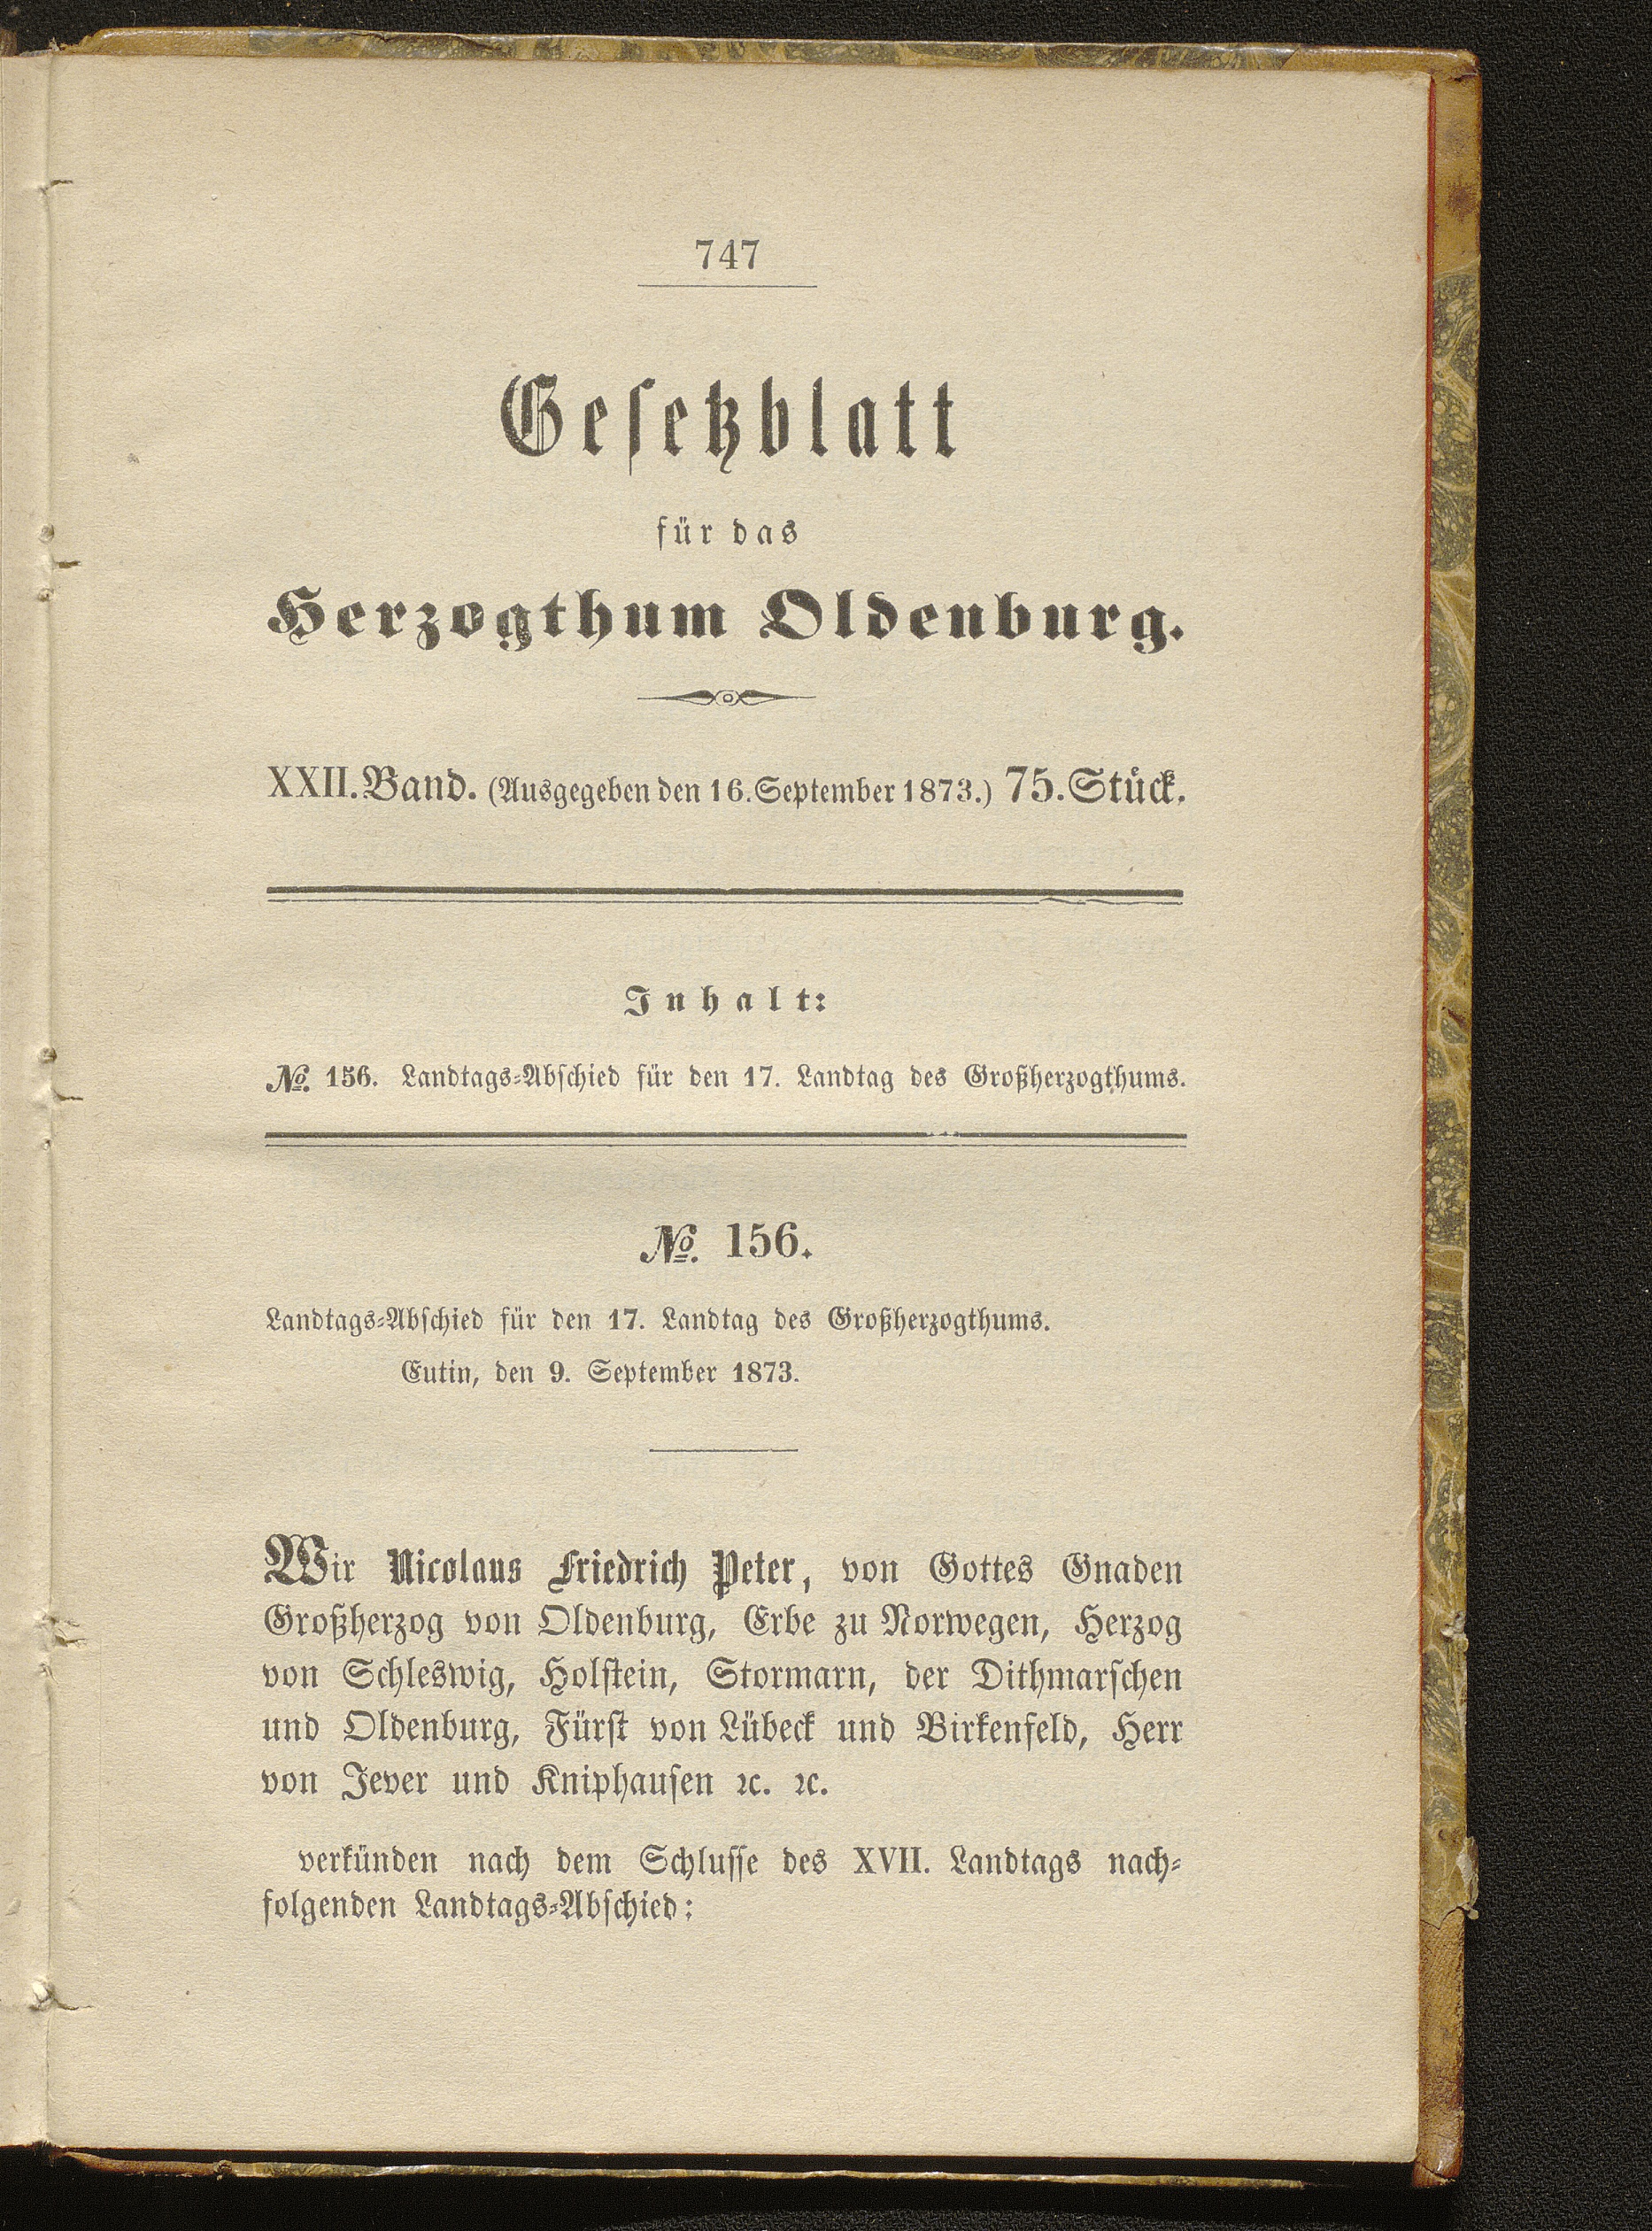 747
Gesetzblatt
für das
Herzogthum Oldenburg.
XXII. Band. (Ausgegeben den 16. September 1873.) 75. Stück.
Inhalt:
№. 156. Landtags-Abschied für den 17. Landtag des Großherzogthums.
№. 156.
Landtags-Abschied für den 17. Landtag des Großherzogthums.
Eutin, den 9. September 1873.
Wir Nicolaus Friedrich Peter, von Gottes Gnaden
Großherzog von Oldenburg, Erbe zu Norwegen, Herzog
von Schleswig, Holstein, Stormarn, der Dithmarschen
und Oldenburg, Fürst von Lübeck und Birkenfeld, Herr
von Jever und Kniphausen ꝛc. ꝛc.
verkünden nach dem Schlusse des XVII. Landtags nach-
folgenden Landtags-Abschied: